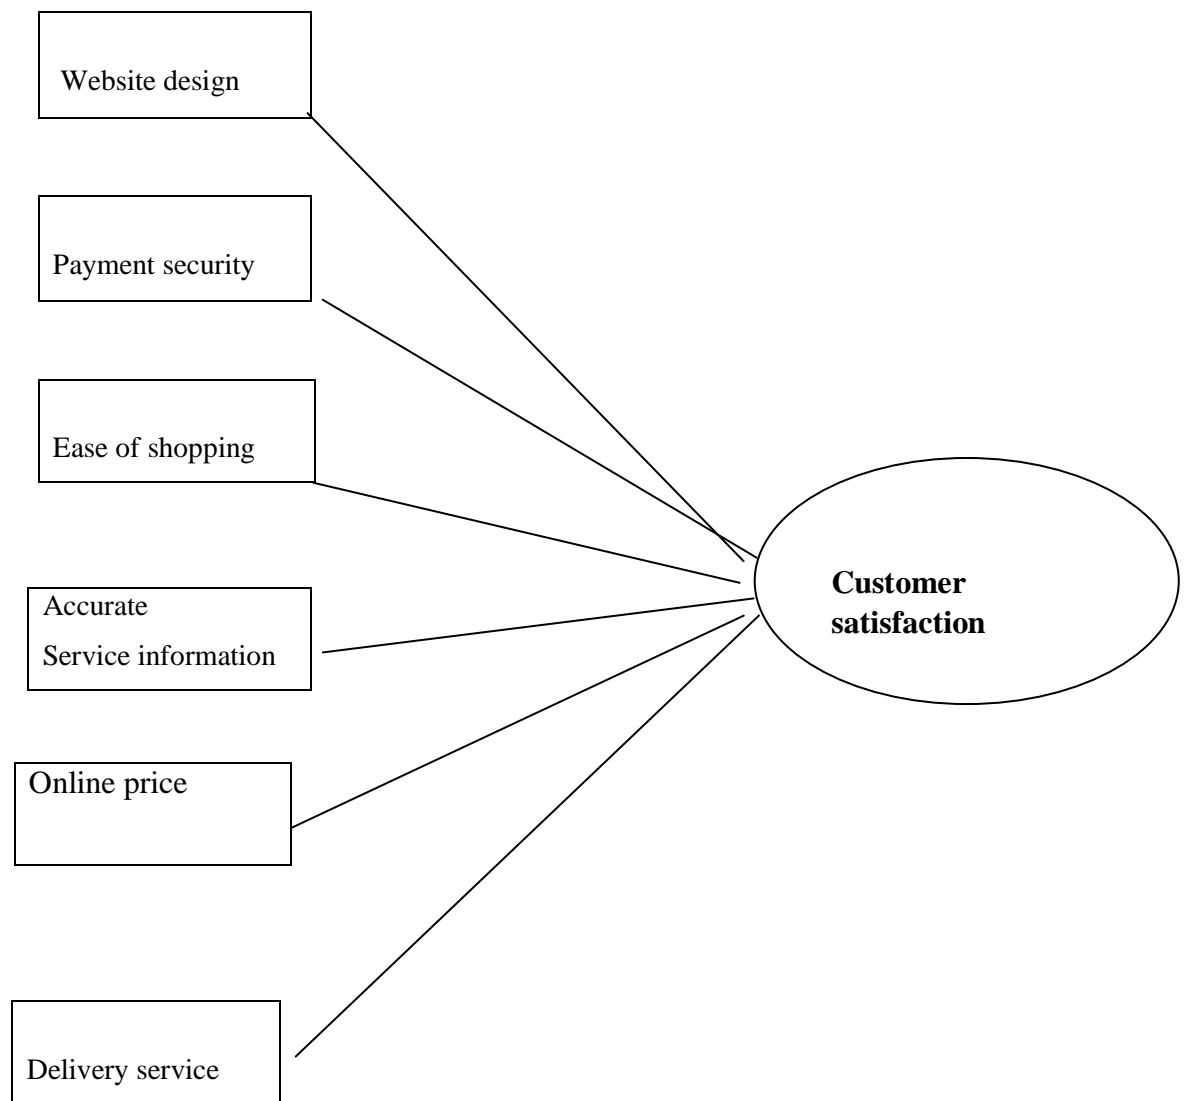 Website design
Payment security
Ease of shopping
Customer
satisfaction
Accurate
Service information
Online price
Delivery service